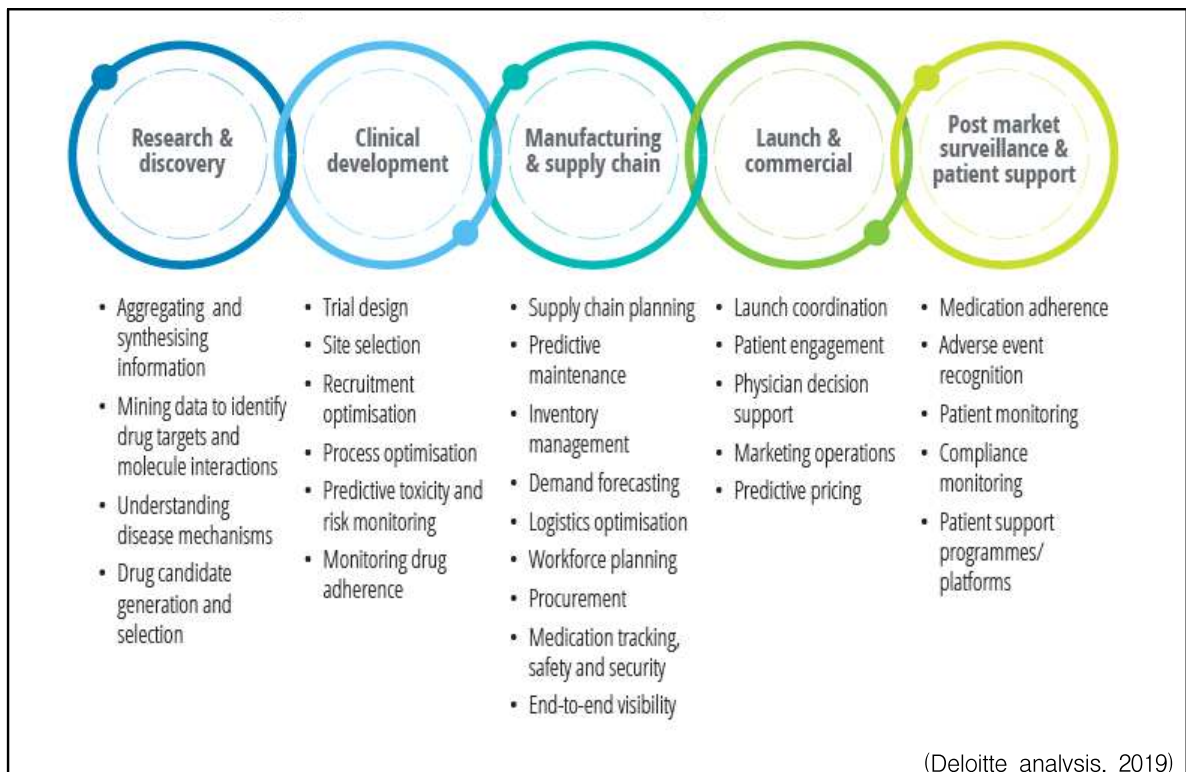 Research &
discovery
Clinical
development
Manufacturing
& supply chain
Launch &
commercial
Post market
surveillance &
patient support
• Aggregating and
synthesising
information
• Mining data to identify
drug targets and
molecule interactions
• Understanding
disease mechanisms
• Drug candidate
generation and
selection
• Trial design
• Site selection
• Recruitment
optimisation
• Process optimisation
• Predictive toxicity and
risk monitoring
• Monitoring drug
adherence
• Supply chain planning
• Predictive
maintenance
• Inventory
management
• Demand forecasting
• Logistics optimisation
• Workforce planning
• Procurement
• Medication tracking,
safety and security
• End-to-end visibility
• Launch coordination
• Patient engagement
• Physician decision
support
• Marketing operations
• Predictive pricing
• Medication adherence
• Adverse event
recognition
• Patient monitoring
• Compliance
monitoring
• Patient support
programmes/
platforms
(Deloitte analysis, 2019)